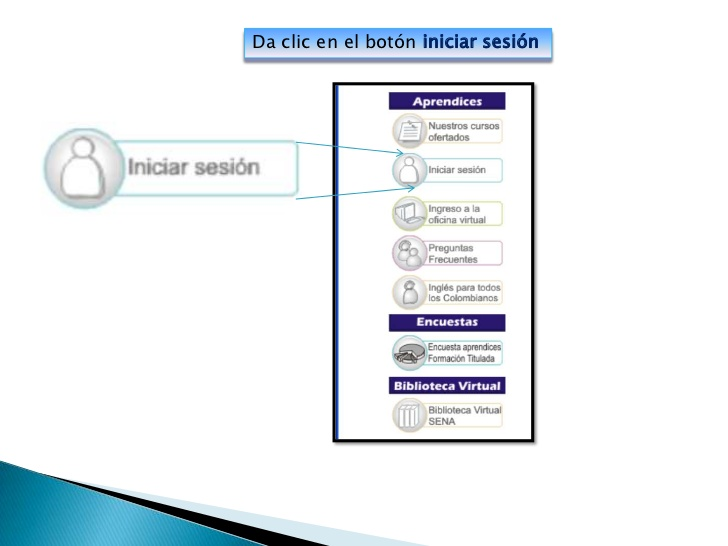 Da clic en el botón iniciar sesión
Iniciar sesión
Aprendices
Nuestros cursos
ofertados
Iniciar sesión
Ingreso a la
oficina virtual
Preguntas
Frecuentes
Inglés para todos
los Colombianos
Encuestas
Encuesta aprendices
Formación Titulada
Biblioteca Virtual
Biblioteca Virtual
SENA